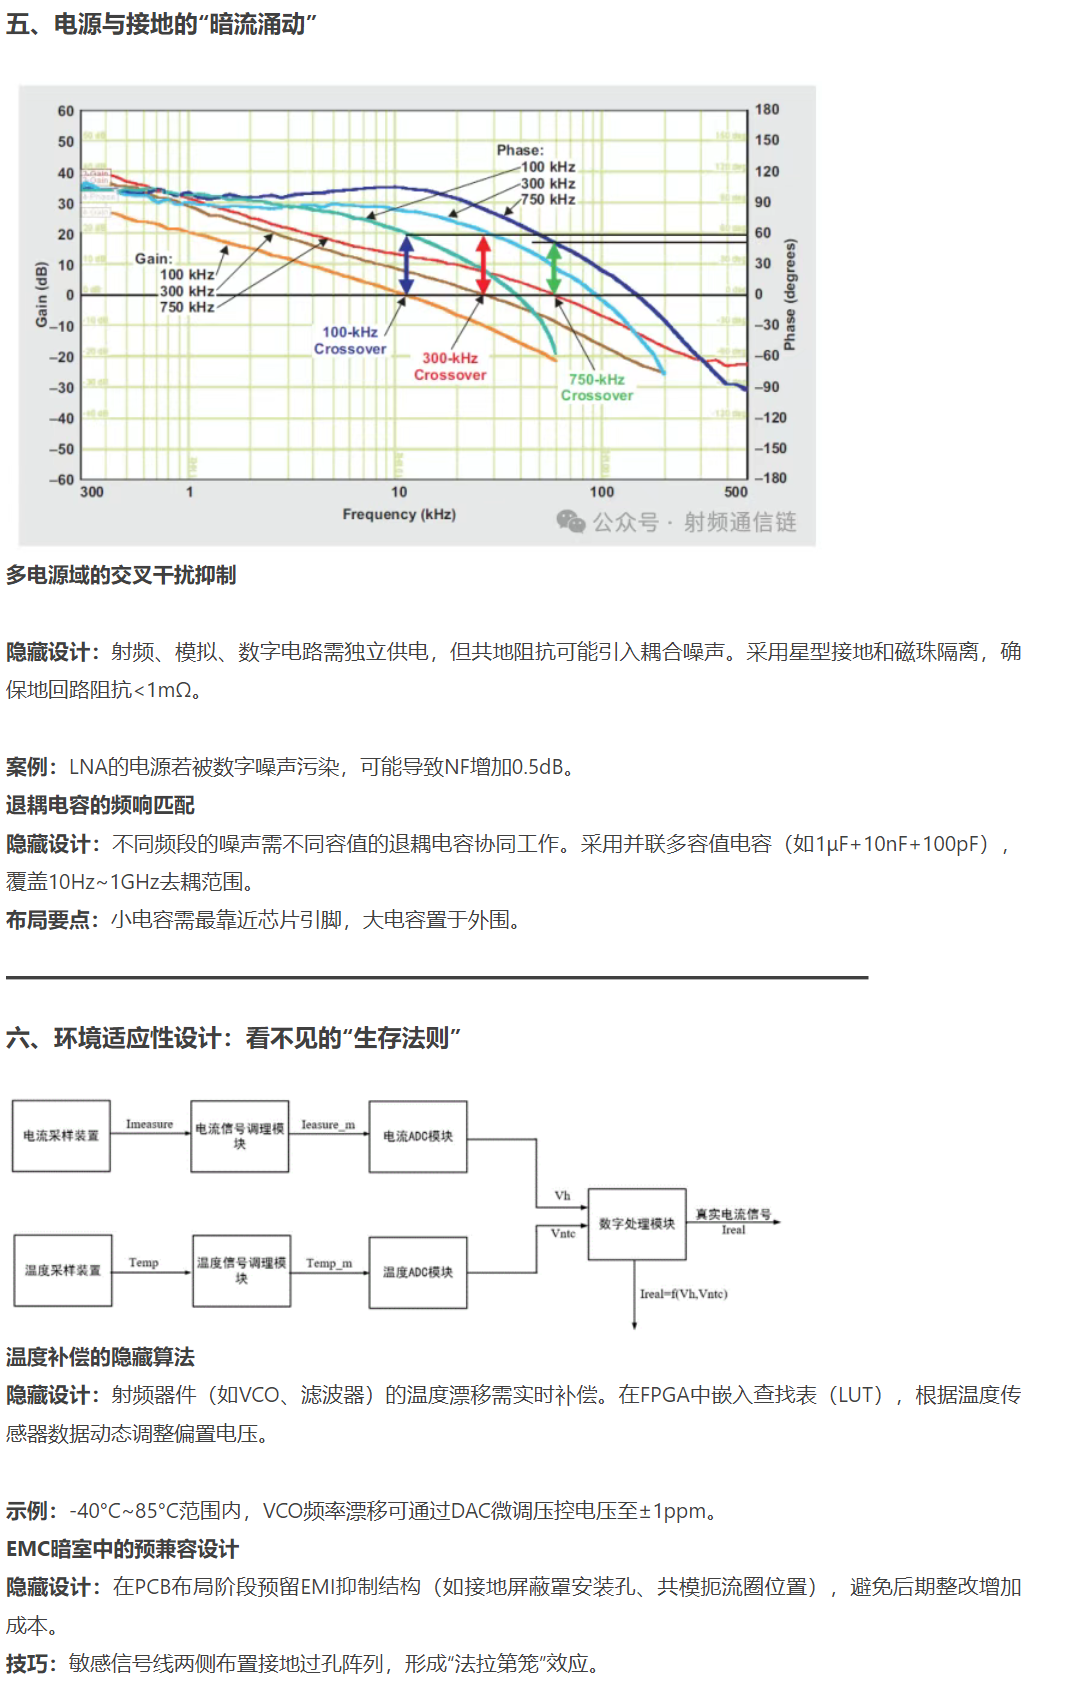 五、电源与接地的“暗流涌动”
60
50
40
30
20
10
0
−10
−20
−30
−40
−50
−60
Gain (dB)
180
150
120
90
60
30
0
−30
−60
−90
−120
−150
−180
Phase (degrees)
Phase:
100 kHz
300 kHz
750 kHz
Gain:
100 kHz
300 kHz
750 kHz
100-kHz
Crossover
300-kHz
Crossover
750-kHz
Crossover
300
1
10
100
500
Frequency (kHz)
公众号 · 射频通信链
多电源域的交叉干扰抑制
隐藏设计：射频、模拟、数字电路需独立供电，但共地阻抗可能引入耦合噪声。采用星型接地和磁珠隔离，确
保地回路阻抗<1mΩ。
案例：LNA的电源若被数字噪声污染，可能导致NF增加0.5dB。
退耦电容的频响匹配
隐藏设计：不同频段的噪声需不同容值的退耦电容协同工作。采用并联多容值电容（如1μF+10nF+100pF），
覆盖10Hz~1GHz去耦范围。
布局要点：小电容需最靠近芯片引脚，大电容置于外围。
六、环境适应性设计：看不见的“生存法则”
电流采样装置
Imeasure
电流信号调理模
块
Ieasure_m
电流ADC模块
Vh
Vntc
数字处理模块
真实电流信号
Ireal
温度采样装置
Temp
温度信号调理模
块
Temp_m
温度ADC模块
Ireal=f(Vh,Vntc)
温度补偿的隐藏算法
隐藏设计：射频器件（如VCO、滤波器）的温度漂移需实时补偿。在FPGA中嵌入查找表（LUT），根据温度传
感器数据动态调整偏置电压。
示例：-40°C~85°C范围内，VCO频率漂移可通过DAC微调压控电压至±1ppm。
EMC暗室中的预兼容设计
隐藏设计：在PCB布局阶段预留EMI抑制结构（如接地屏蔽罩安装孔、共模扼流圈位置），避免后期整改增加
成本。
技巧：敏感信号线两侧布置接地过孔阵列，形成“法拉第笼”效应。